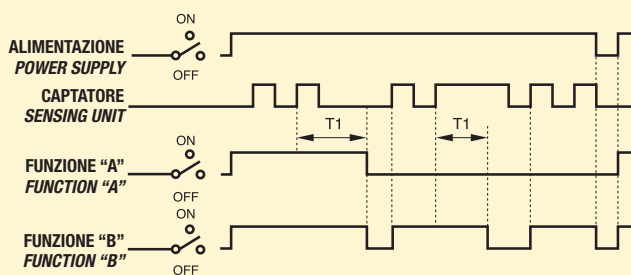 ON
ALIMENTAZIONE
POWER SUPPLY
OFF
CAPTATORE
SENSING UNIT
T1
T1
ON
FUNZIONE “A”
FUNCTION “A”
OFF
ON
FUNZIONE “B”
FUNCTION “B”
OFF